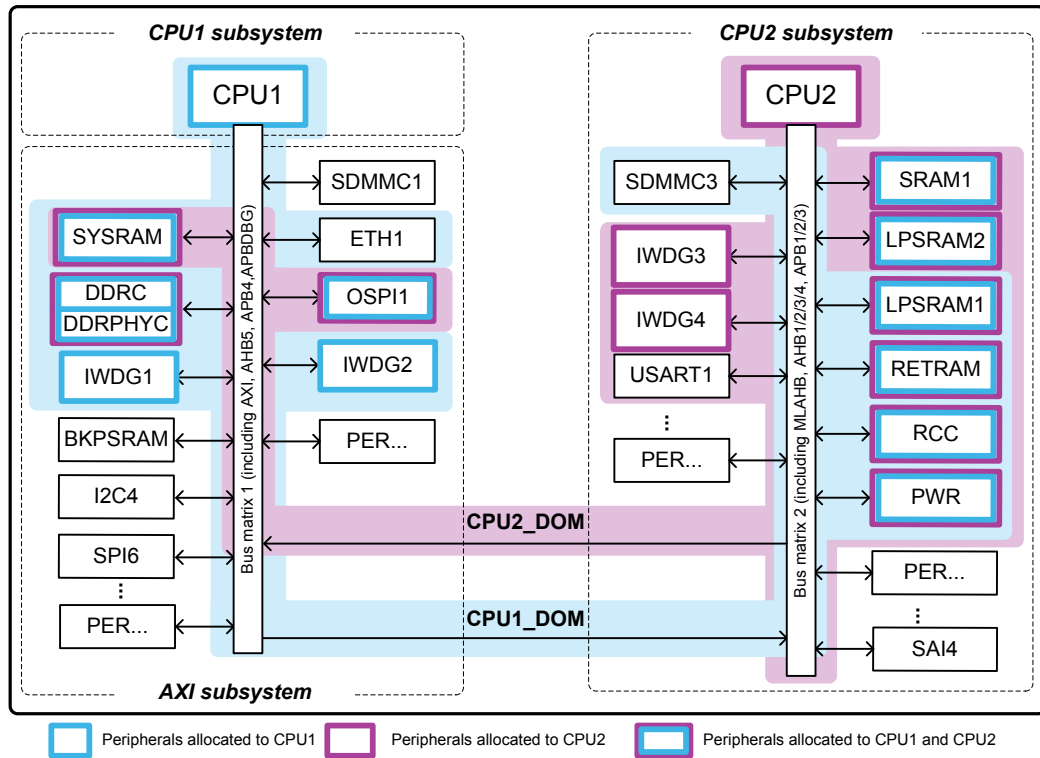 CPU1 subsystem
CPU2 subsystem
CPU1
CPU2
SDMMC1
SYSRAM
ETH1
DDRC
DDRPHYC
OSPI1
IWDG1
IWDG2
BKPSRAM
PER...
I2C4
SPI6
...
PER...
Bus matrix 1 (including AXI, AHB5, APB4,APBDBG)
AXI subsystem
CPU2_DOM
CPU1_DOM
SDMMC3
SRAM1
IWDG3
LPSRAM2
IWDG4
LPSRAM1
USART1
RETRAM
...
RCC
PER...
PWR
Bus matrix 2 (including MLAHB, AHB1/2/3/4, APB1/2/3)
PER...
...
SAI4
Peripherals allocated to CPU1
Peripherals allocated to CPU2
Peripherals allocated to CPU1 and CPU2